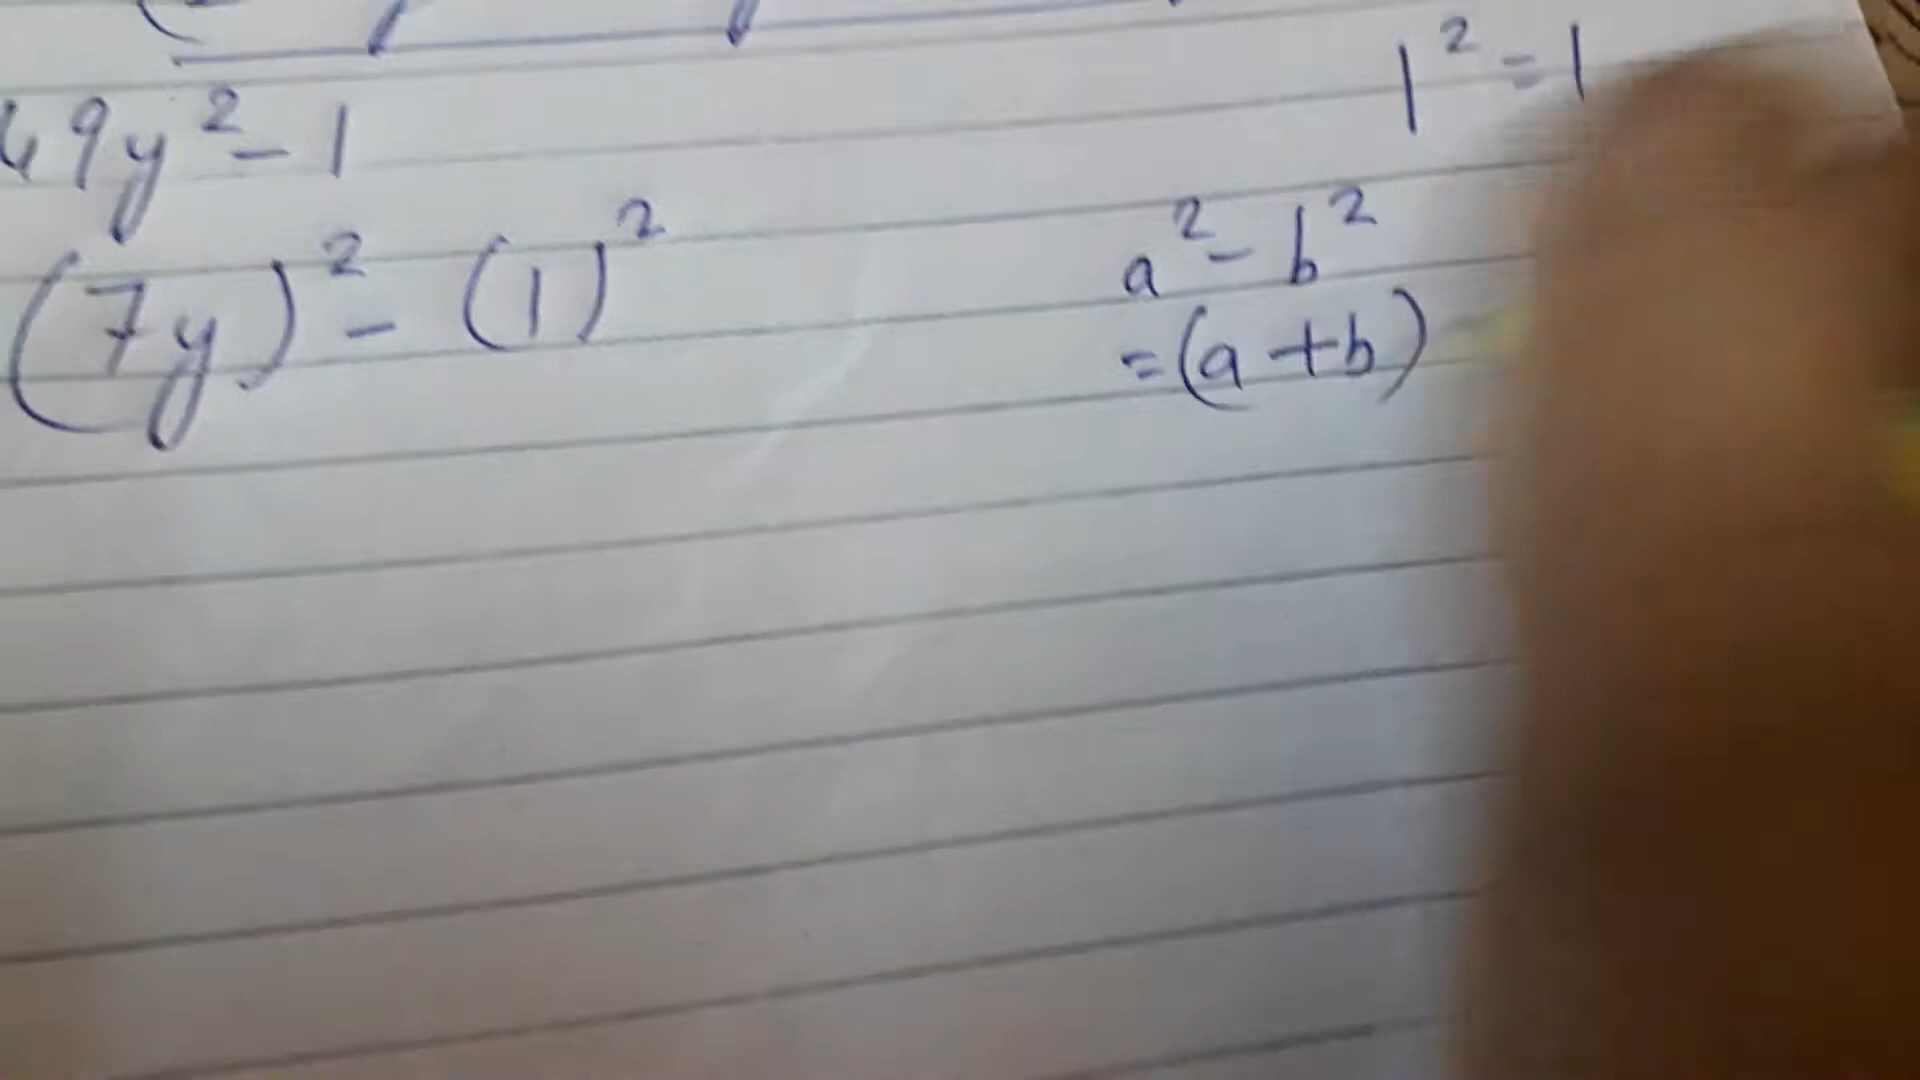 1² = 1
49y² - 1
(7y)² - (1)²
a² - b²
= (a + b)